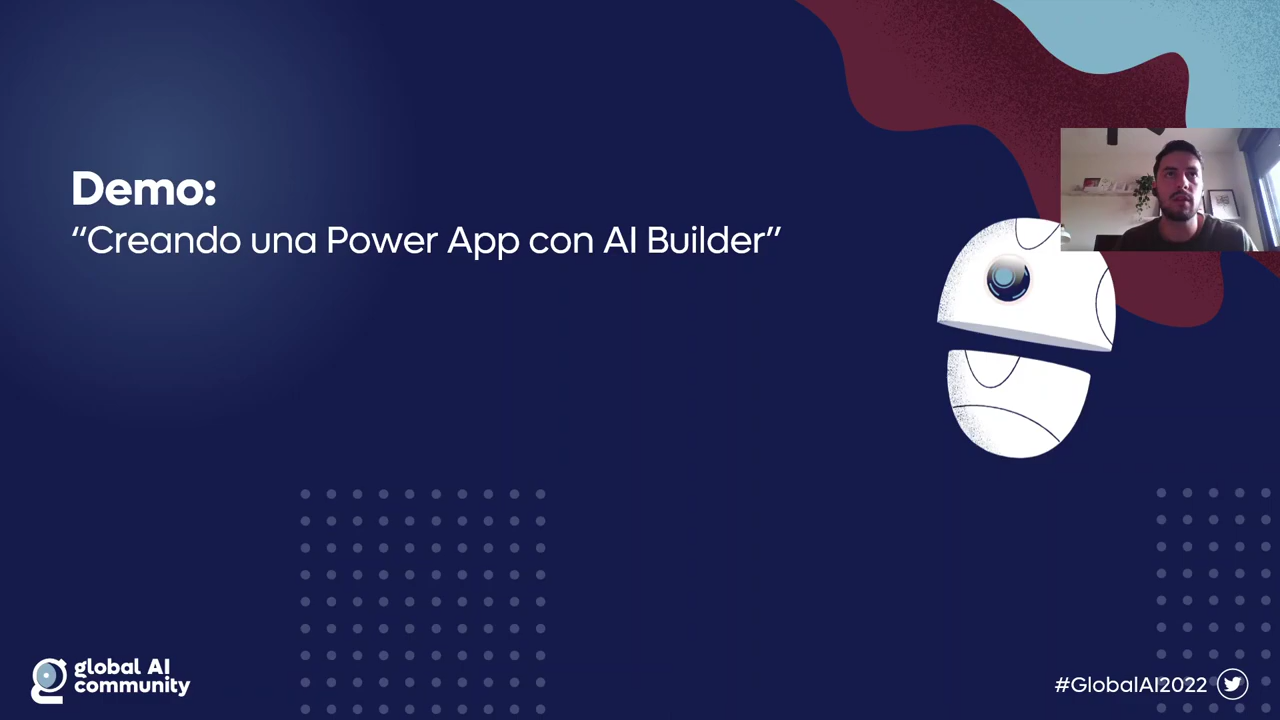 Demo:
“Creando una Power App con AI Builder”
global AI
community
#GlobalAI2022